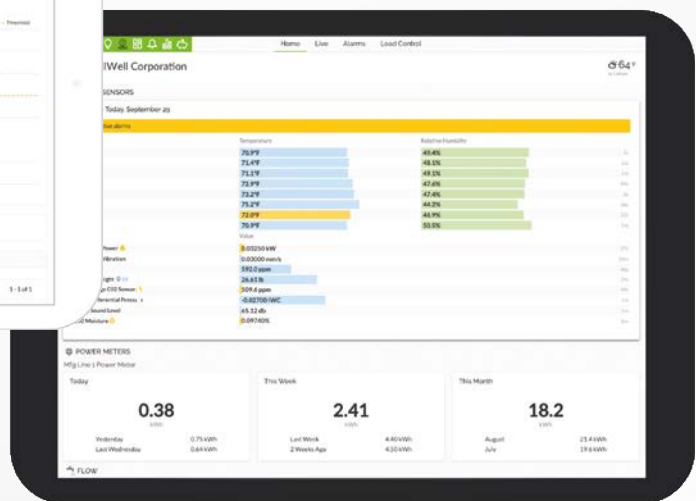 Threshold
1 - 1 of 1
Home Live Alarms Load Control
lWell Corporation
64°
SENSORS
Today, September 29
ive alarms
Temperature Relative Humidity
70.9°F 49.4%
71.4°F 48.1%
71.1°F 49.1%
72.9°F 47.6%
73.2°F 47.4%
75.2°F 44.2%
72.0°F 46.9%
70.9°F 50.5%
Value
Power 0.03250 kW
ibration 0.03000 mm/s
592.0 ppm
26.61 lb
CO2 Sensor 509.6 ppm
-0.02700 IWC
ound Level 65.12 db
Moisture 0.09740%
POWER METERS
Mfg Line 1 Power Meter
Today This Week This Month
0.38 2.41 18.2
kWh kWh kWh
Yesterday 0.75 kWh Last Week 4.40 kWh August 21.4 kWh
Last Wednesday 0.64 kWh 2 Weeks Ago 4.50 kWh July 19.6 kWh
FLOW